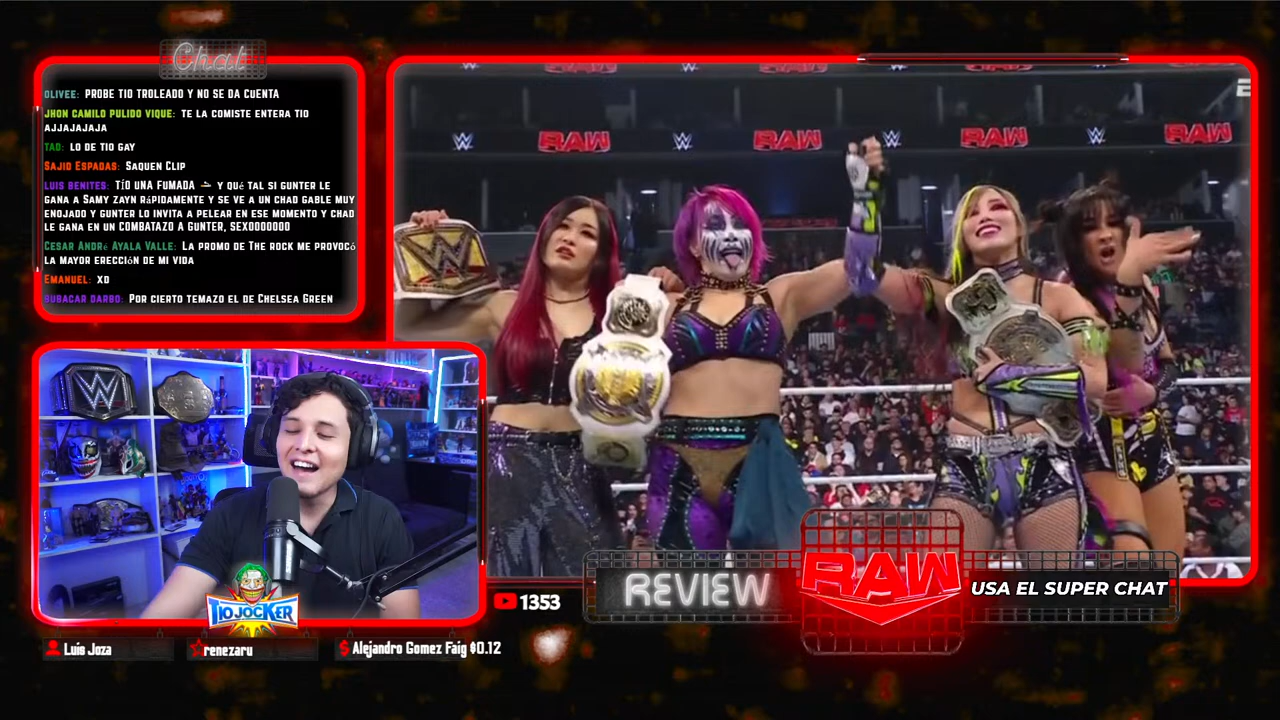 Chat
OLIVEE: PROBE TIO TROLEADO Y NO SE DA CUENTA
JHON CAMILO PULIDO VIQUE: TE LA COMISTE ENTERA TIO
AJJAJAJAJA
TAD: LO DE TIO GAY
SAJID ESPADAS: SAQUEN CLIP
LUIS BENITES: TÍO UNA FUMADA 🚬 Y QUé TAL SI GUNTER LE
GANA A SAMY ZAYN RáPIDAMENTE Y SE VE A UN CHAD GABLE MUY
ENOJADO Y GUNTER LO INVITA A PELEAR EN ESE MOMENTO Y CHAD
LE GANA EN UN COMBATAZO A GUNTER, SEXOOOOOOO
CESAR ANDRé AYALA VALLE: LA PROMO DE THE ROCK ME PROVOCÓ
LA MAYOR ERECCIóN DE MI VIDA
EMANUEL: XD
SUBACAR DARBO: POR CIERTO TEMAZO EL DE CHELSEA GREEN
W RAW W RAW W RAW W RAW
W
W
TIO JOCKER
1353
REVIEW
RAW
USA EL SUPER CHAT
Luis Joza
renezaru
Alejandro Gomez Faig $0.12